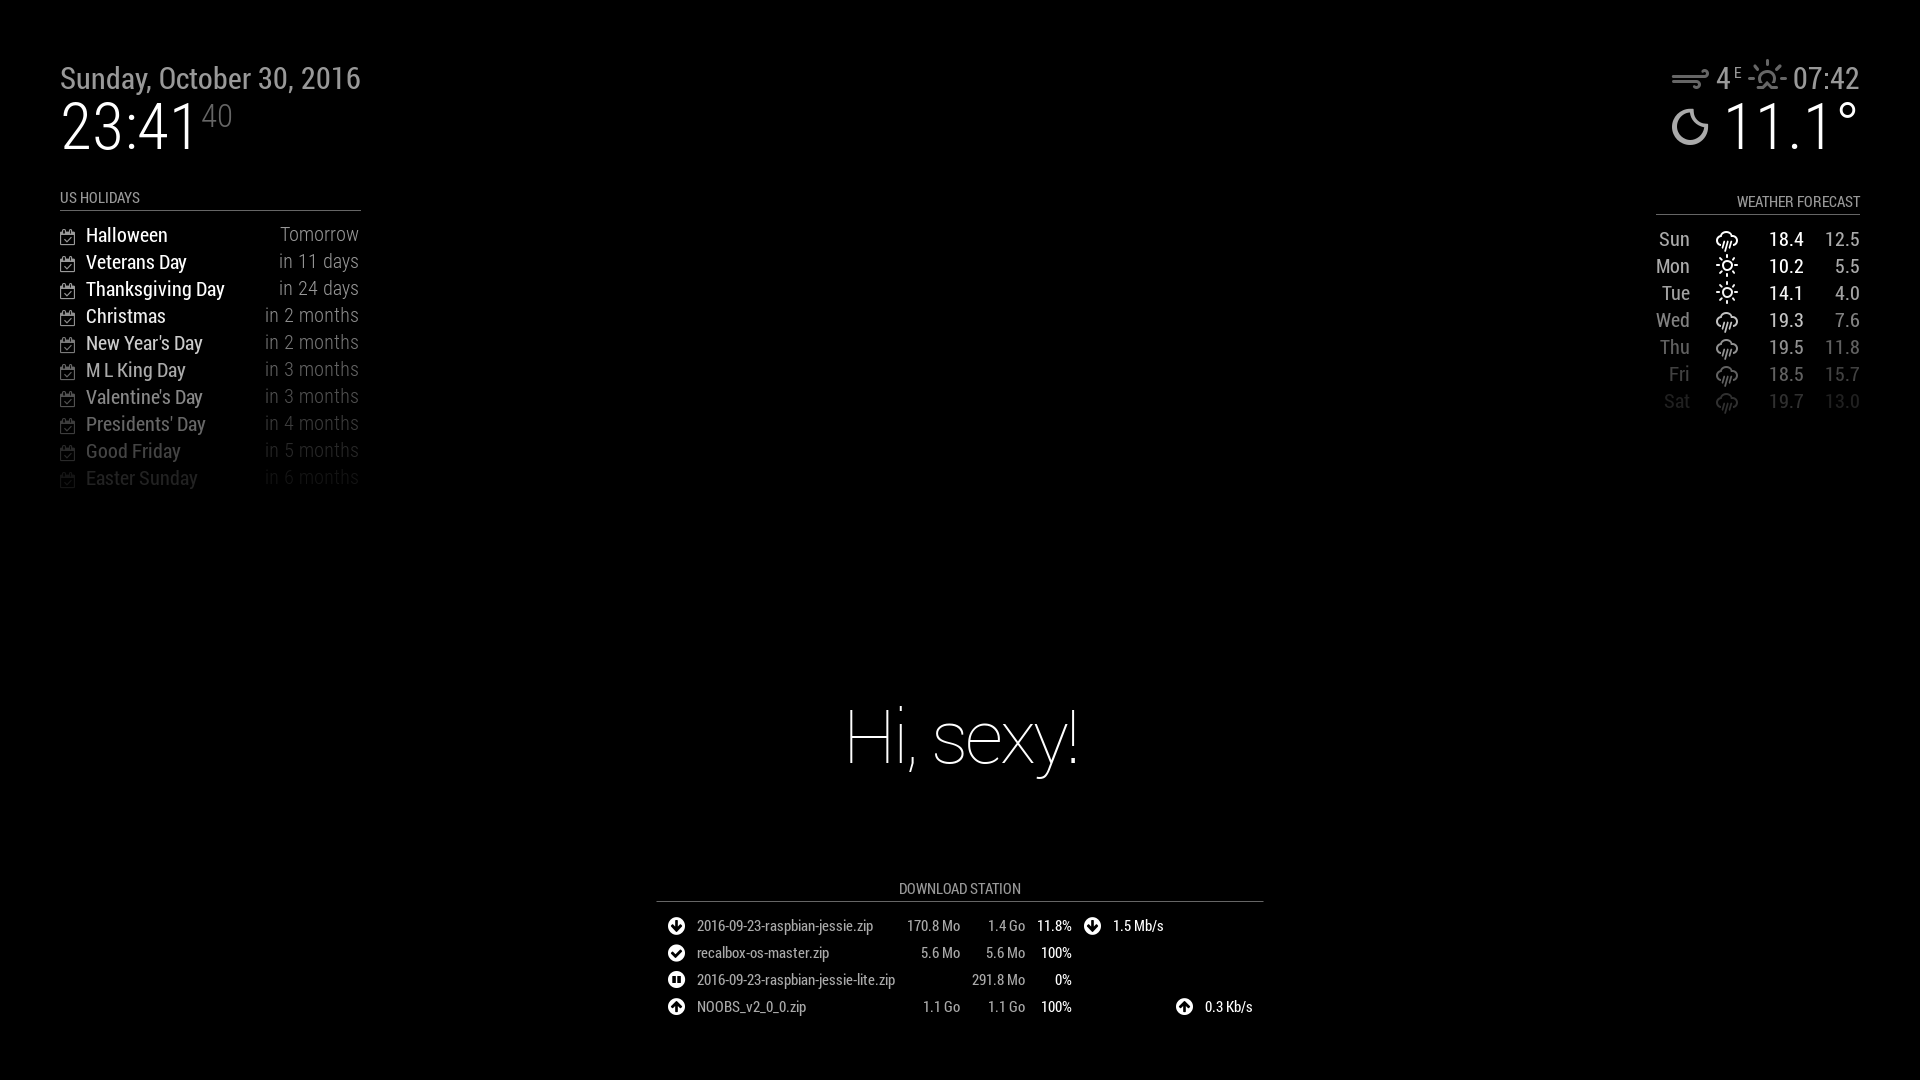 Sunday, October 30, 2016
23:41 40
US HOLIDAYS
Halloween Tomorrow
Veterans Day in 11 days
Thanksgiving Day in 24 days
Christmas in 2 months
New Year's Day in 2 months
M L King Day in 3 months
Valentine's Day in 3 months
Presidents' Day in 4 months
Good Friday in 5 months
Easter Sunday in 6 months
4 E 07:42
11.1°
WEATHER FORECAST
Sun 18.4 12.5
Mon 10.2 5.5
Tue 14.1 4.0
Wed 19.3 7.6
Thu 19.5 11.8
Fri 18.5 15.7
Sat 19.7 13.0
Hi, sexy!
DOWNLOAD STATION
2016-09-23-raspbian-jessie.zip 170.8 Mo 1.4 Go 11.8% 1.5 Mb/s
recalbox-os-master.zip 5.6 Mo 5.6 Mo 100%
2016-09-23-raspbian-jessie-lite.zip 291.8 Mo 0%
NOOBS_v2_0_0.zip 1.1 Go 1.1 Go 100% 0.3 Kb/s